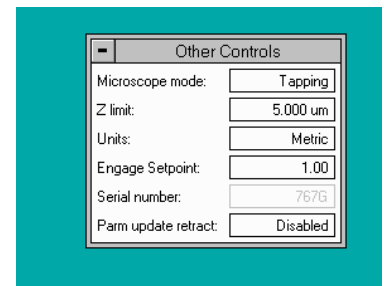 Other Controls
Microscope mode: Tapping
Z limit: 5.000 um
Units: Metric
Engage Setpoint: 1.00
Serial number: 767G
Parm update retract: Disabled